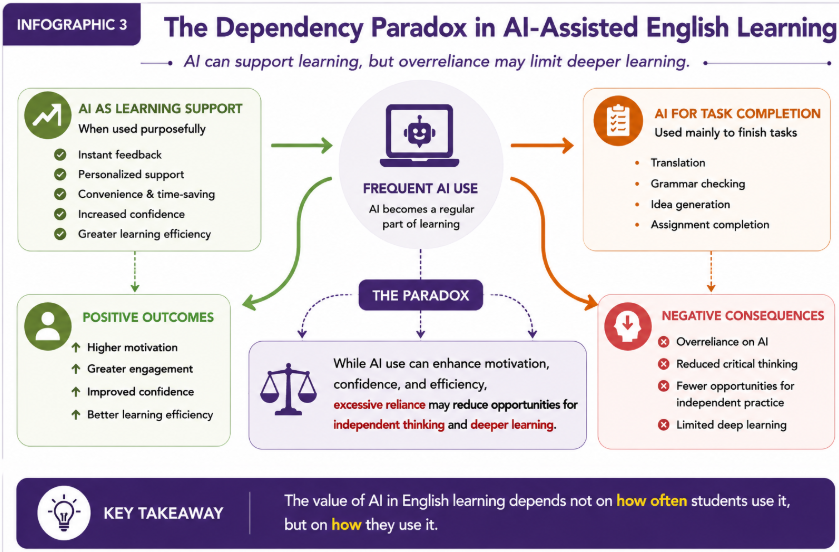 INFOGRAPHIC 3
The Dependency Paradox in AI-Assisted English Learning
AI can support learning, but overreliance may limit deeper learning.
AI AS LEARNING SUPPORT
When used purposefully
Instant feedback
Personalized support
Convenience & time-saving
Increased confidence
Greater learning efficiency
FREQUENT AI USE
AI becomes a regular
part of learning
AI FOR TASK COMPLETION
Used mainly to finish tasks
• Translation
• Grammar checking
• Idea generation
• Assignment completion
POSITIVE OUTCOMES
↑ Higher motivation
↑ Greater engagement
↑ Improved confidence
↑ Better learning efficiency
THE PARADOX
While AI use can enhance motivation,
confidence, and efficiency,
excessive reliance may reduce opportunities for
independent thinking and deeper learning.
NEGATIVE CONSEQUENCES
Overreliance on AI
Reduced critical thinking
Fewer opportunities for
independent practice
Limited deep learning
KEY TAKEAWAY
The value of AI in English learning depends not on how often students use it,
but on how they use it.